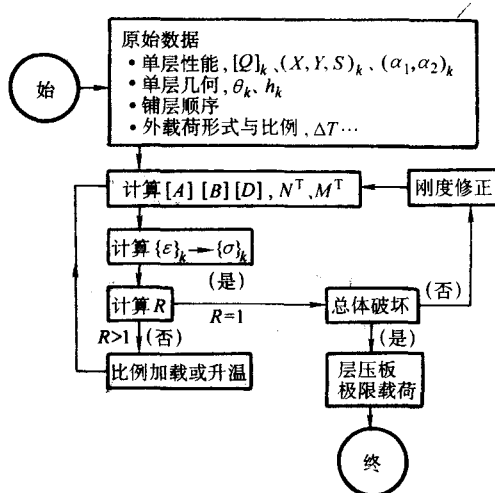 始
原始数据
• 单层性能,[Q]ₖ、(X,Y,S)ₖ、(α₁,α₂)ₖ
• 单层几何,θₖ、hₖ
• 铺层顺序
• 外载荷形式与比例,ΔT…
计算[A][B][D],Nᵀ、Mᵀ
刚度修正
计算{ε}ₖ→{σ}ₖ
(是)
计算R
R=1
总体破坏
(否)
R>1
(否)
(是)
比例加载或升温
层压板
极限载荷
终